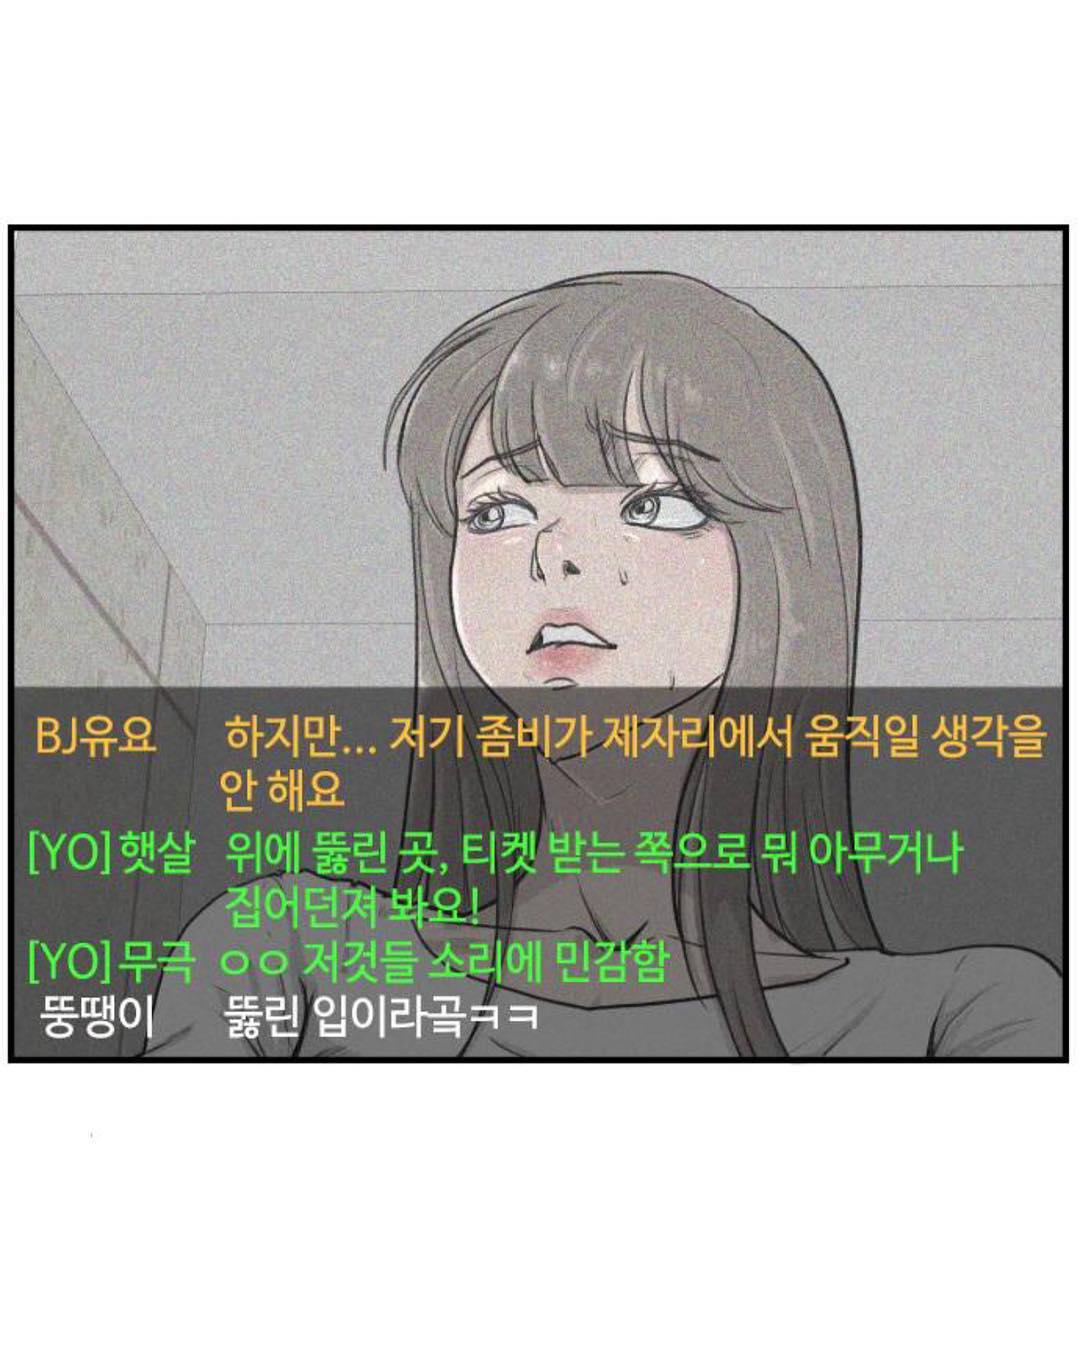 BJ유요 하지만... 저기 좀비가 제자리에서 움직일 생각을
안 해요
[YO]햇살 위에 뚫린 곳, 티켓 받는 쪽으로 뭐 아무거나
집어던져 봐요!
[YO]무극 ㅇㅇ 저것들 소리에 민감함
뚱땡이 뚫린 입이라곸ㅋㅋ